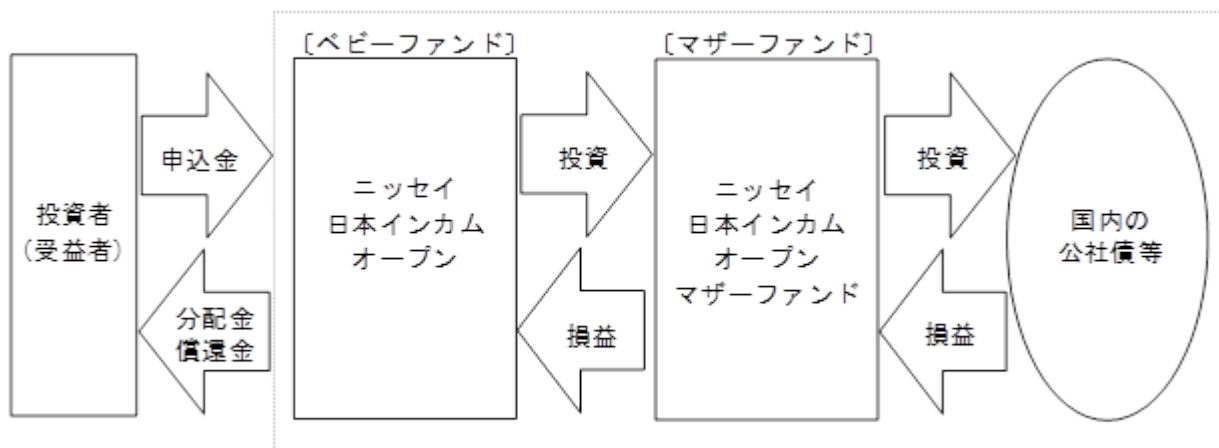 〔ベビーファンド〕
〔マザーファンド〕
投資者
(受益者)
申込金
分配金
償還金
ニッセイ
日本インカム
オープン
投資
損益
ニッセイ
日本インカム
オープン
マザーファンド
投資
損益
国内の
公社債等